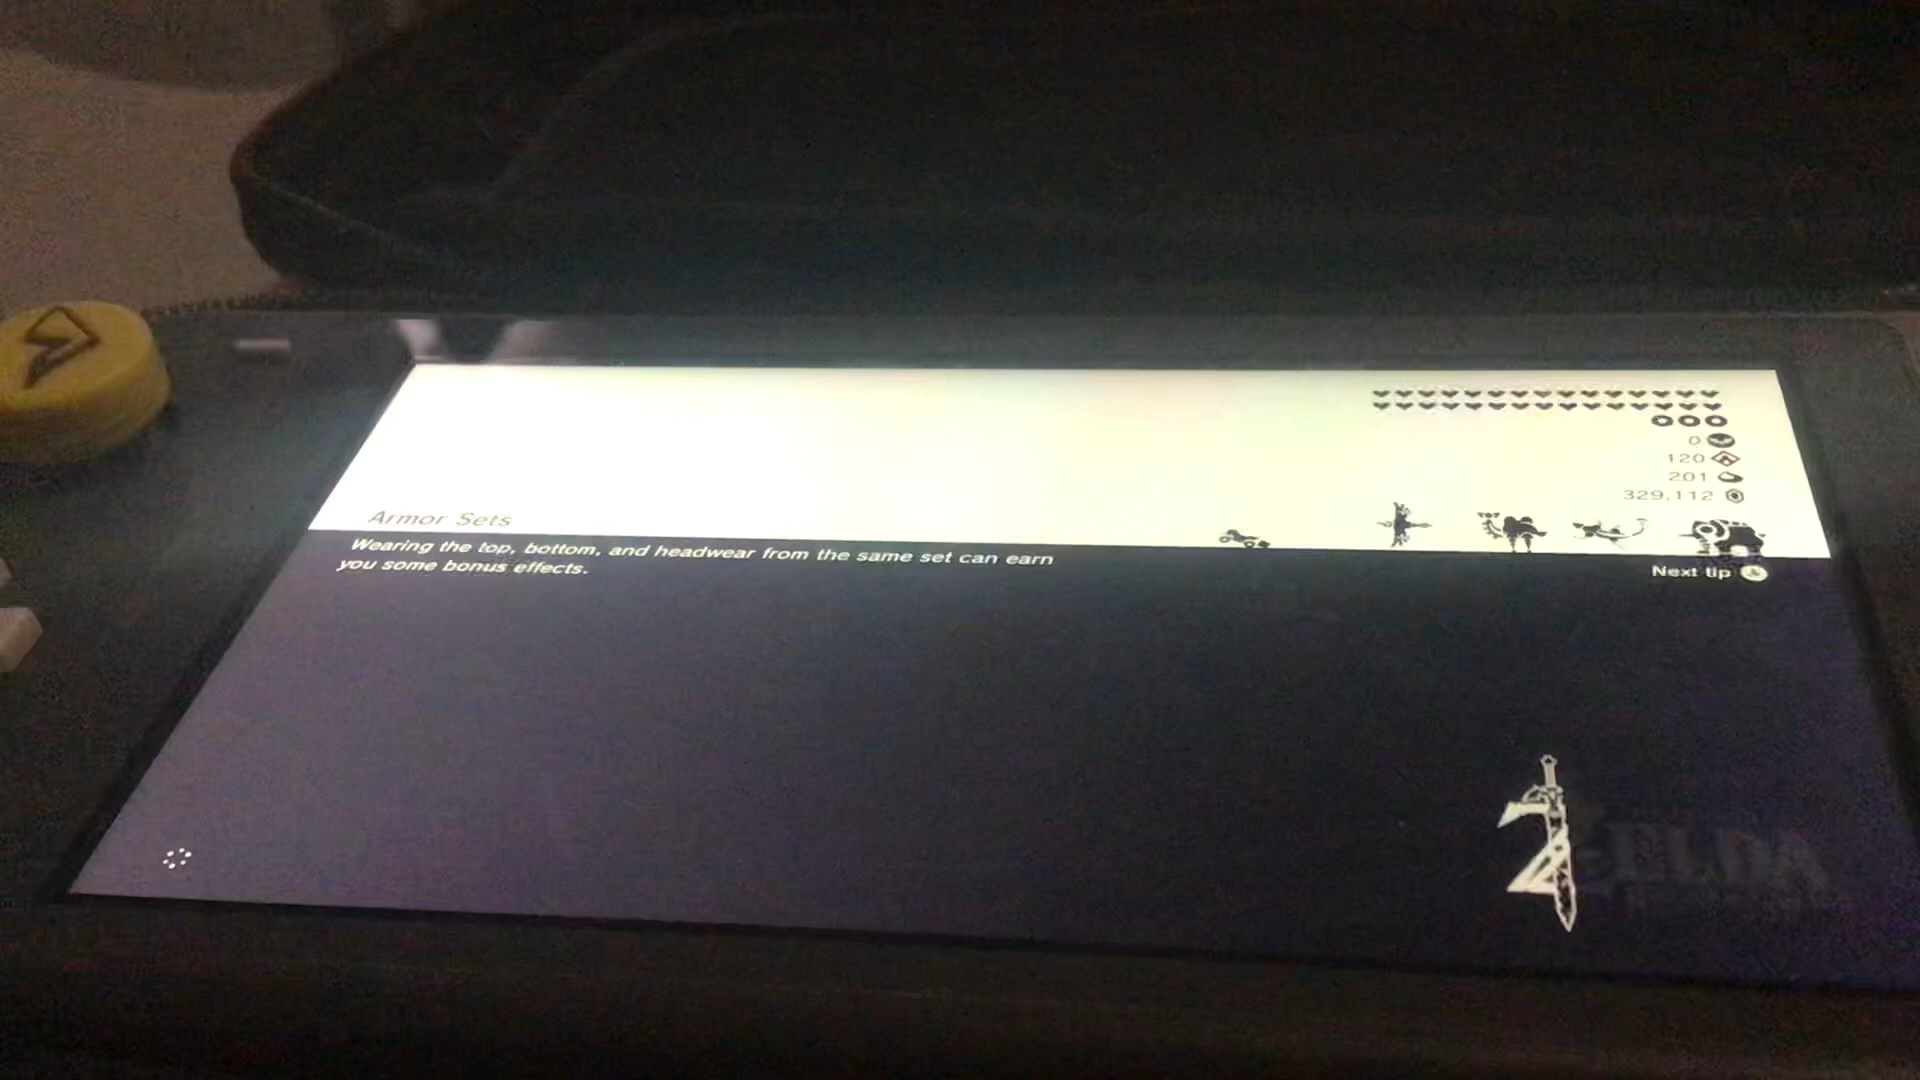 0
120
201
329,112
Armor Sets
Wearing the top, bottom, and headwear from the same set can earn
you some bonus effects.
Next tip A
ZELDA